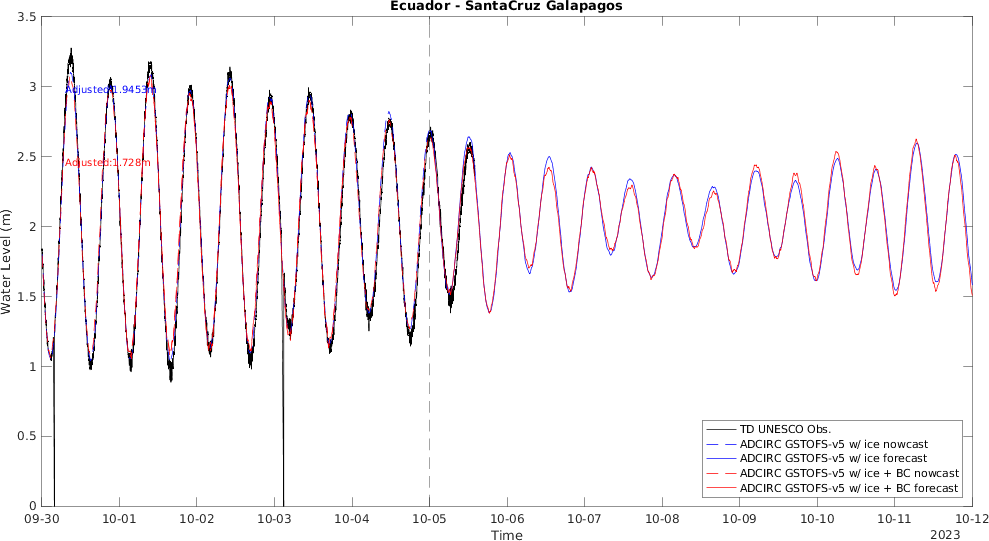 Ecuador - SantaCruz Galapagos
3.5
3
2.5
2
1.5
1
0.5
0
Water Level (m)
Adjusted:1.9453m
Adjusted:1.728m
TD UNESCO Obs.
ADCIRC GSTOFS-v5 w/ ice nowcast
ADCIRC GSTOFS-v5 w/ ice forecast
ADCIRC GSTOFS-v5 w/ ice + BC nowcast
ADCIRC GSTOFS-v5 w/ ice + BC forecast
09-30 10-01 10-02 10-03 10-04 10-05 10-06 10-07 10-08 10-09 10-10 10-11 10-12
Time
2023